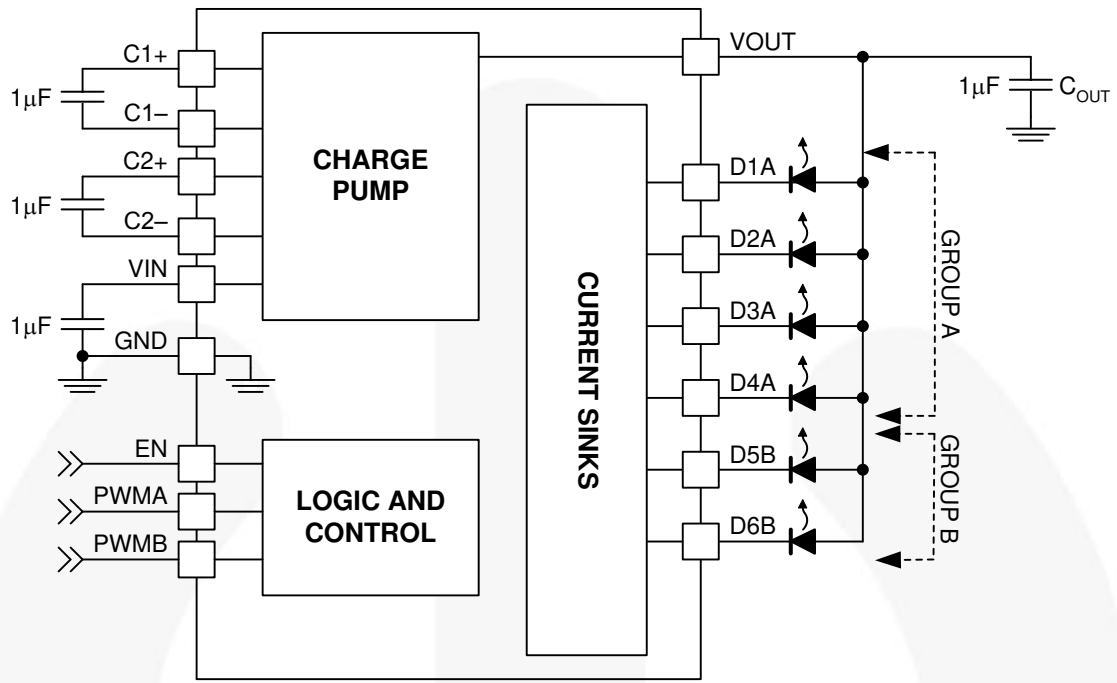 C1+
1μF
C1–
C2+
1μF
C2–
VIN
1μF
GND
EN
PWMA
PWMB
CHARGE
PUMP
LOGIC AND
CONTROL
CURRENT SINKS
VOUT
1μF
COUT
D1A
D2A
D3A
D4A
D5B
D6B
GROUP A
GROUP B